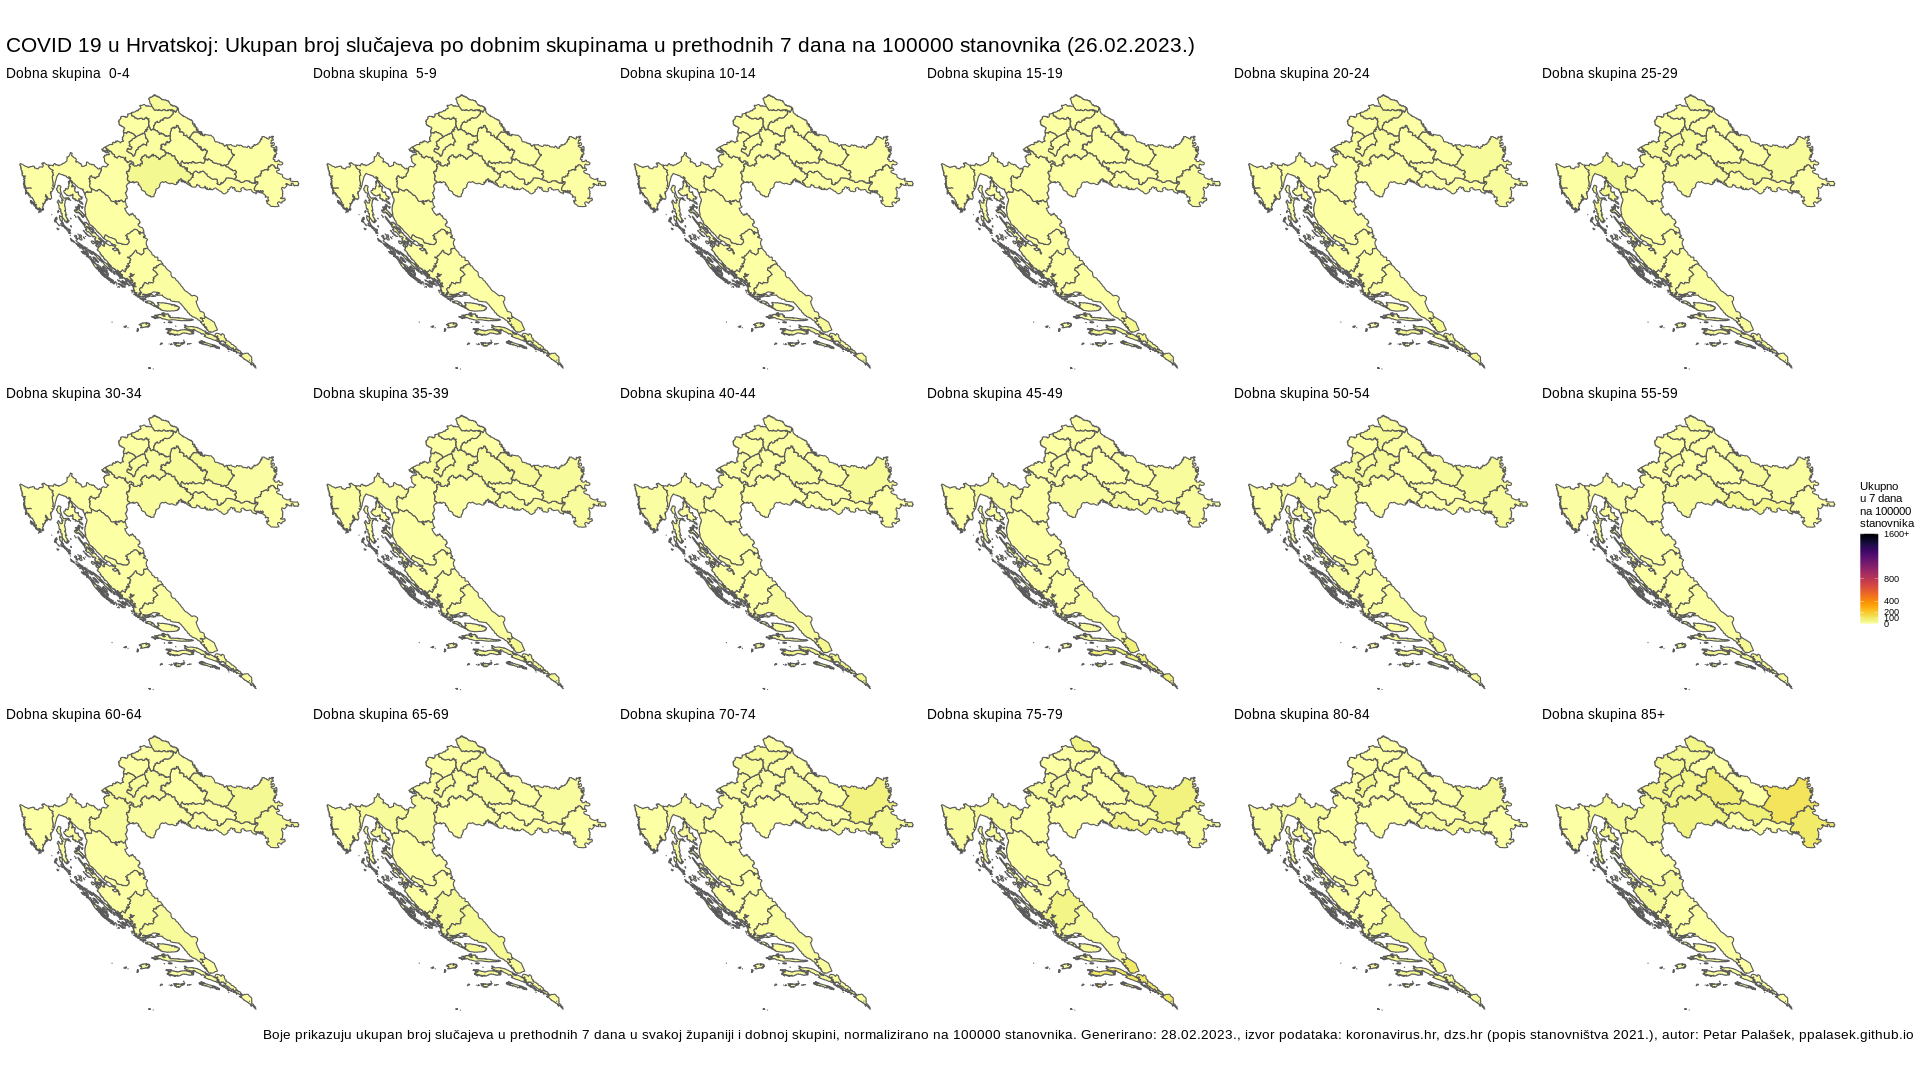 COVID 19 u Hrvatskoj: Ukupan broj slučajeva po dobnim skupinama u prethodnih 7 dana na 100000 stanovnika (26.02.2023.)
Dobna skupina  0-4
Dobna skupina  5-9
Dobna skupina 10-14
Dobna skupina 15-19
Dobna skupina 20-24
Dobna skupina 25-29
Dobna skupina 30-34
Dobna skupina 35-39
Dobna skupina 40-44
Dobna skupina 45-49
Dobna skupina 50-54
Dobna skupina 55-59
Ukupno
u 7 dana
na 100000
stanovnika
1600+
800
400
200
100
0
Dobna skupina 60-64
Dobna skupina 65-69
Dobna skupina 70-74
Dobna skupina 75-79
Dobna skupina 80-84
Dobna skupina 85+
Boje prikazuju ukupan broj slučajeva u prethodnih 7 dana u svakoj županiji i dobnoj skupini, normalizirano na 100000 stanovnika. Generirano: 28.02.2023., izvor podataka: koronavirus.hr, dzs.hr (popis stanovništva 2021.), autor: Petar Palašek, ppalasek.github.io